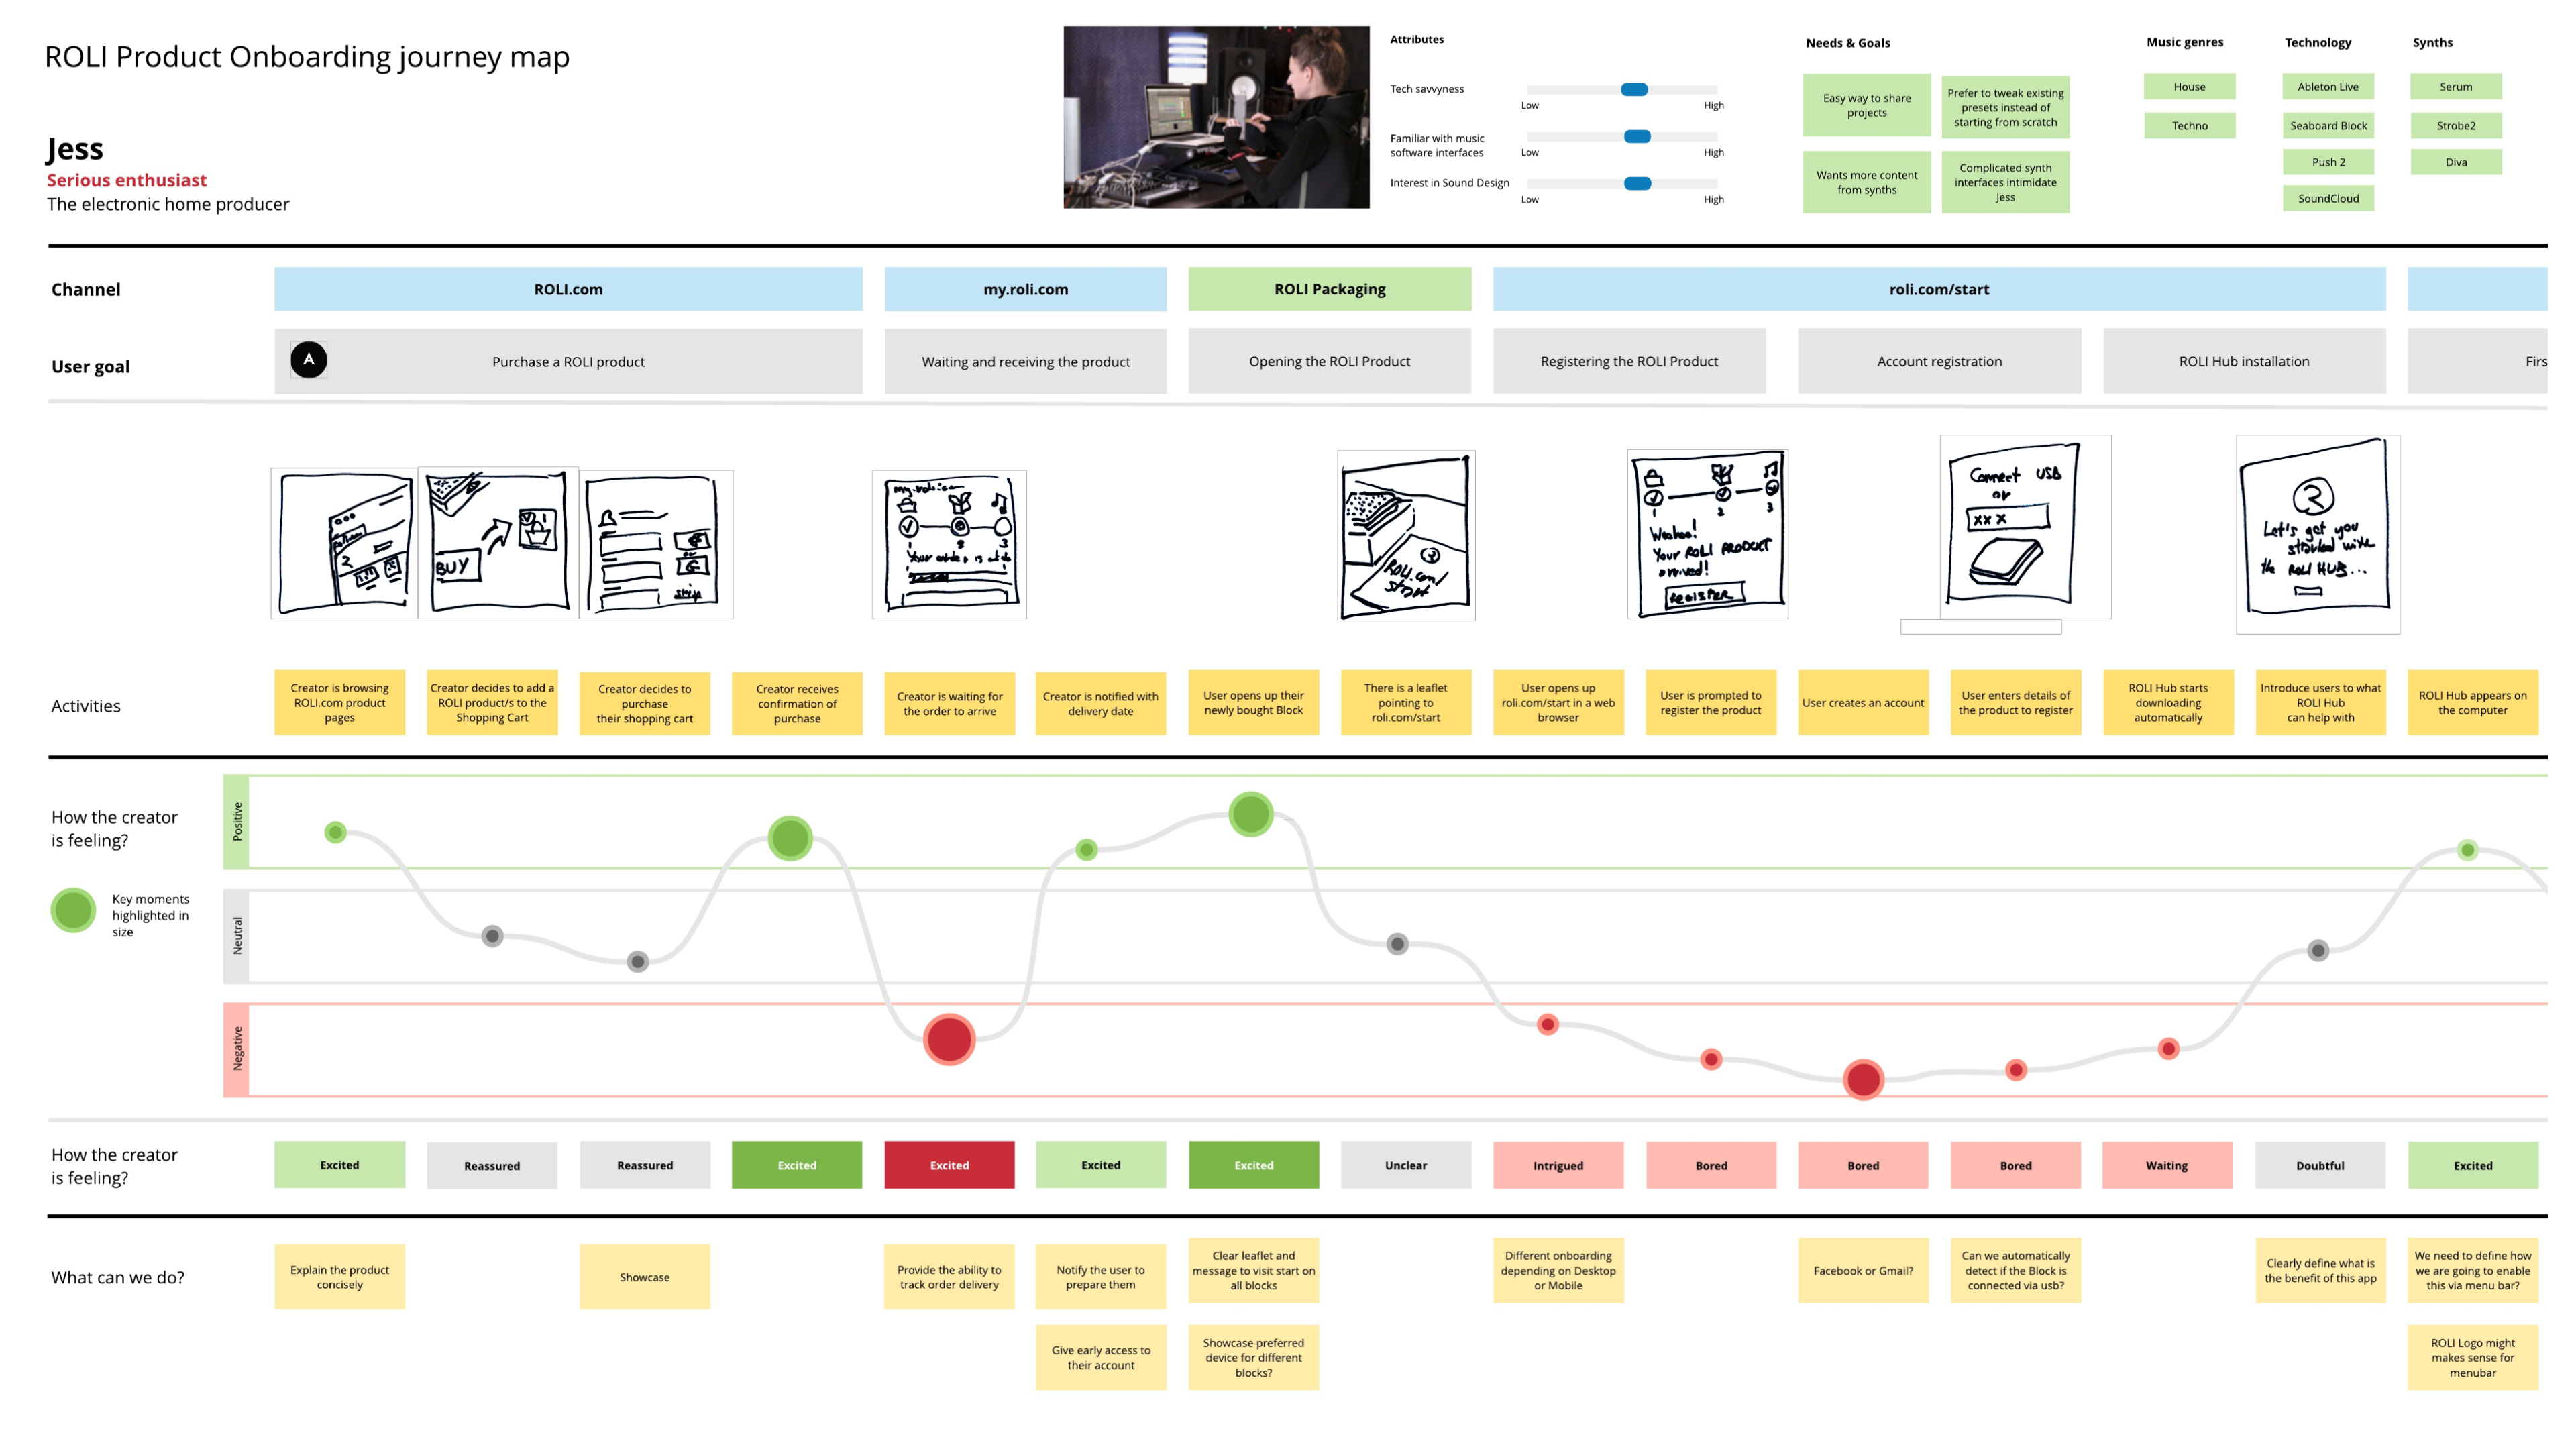 ROLI Product Onboarding journey map
Jess
Serious enthusiast
The electronic home producer
Attributes
Tech savvyness
Low
High
Familiar with music
software interfaces
Low
High
Interest in Sound Design
Low
High
Needs & Goals
Easy way to share
projects
Prefer to tweak existing
presets instead of
starting from scratch
Wants more content
from synths
Complicated synth
interfaces intimidate
Jess
Music genres
House
Techno
Technology
Ableton Live
Seaboard Block
Push 2
SoundCloud
Synths
Serum
Strobe2
Diva
Channel
ROLI.com
my.roli.com
ROLI Packaging
roli.com/start
User goal
A
Purchase a ROLI product
Waiting and receiving the product
Opening the ROLI Product
Registering the ROLI Product
Account registration
ROLI Hub installation
Firs
2
BUY
Your
is
3
ROLI.com/
start
1
2
3
Woohoo!
Your ROLI PRODUCT
arrived!
REGISTER
Connect USB
or
xxx
Let's get you
started with
the ROLI HUB...
Activities
Creator is browsing
ROLI.com product
pages
Creator decides to add a
ROLI product/s to the
Shopping Cart
Creator decides to
purchase
their shopping cart
Creator receives
confirmation of
purchase
Creator is waiting for
the order to arrive
Creator is notified with
delivery date
User opens up their
newly bought Block
There is a leaflet
pointing to
roli.com/start
User opens up
roli.com/start in a web
browser
User is prompted to
register the product
User creates an account
User enters details of
the product to register
ROLI Hub starts
downloading
automatically
Introduce users to what
ROLI Hub
can help with
ROLI Hub appears on
the computer
How the creator
is feeling?
Key moments
highlighted in
size
Positive
Neutral
Negative
How the creator
is feeling?
Excited
Reassured
Reassured
Excited
Excited
Excited
Excited
Unclear
Intrigued
Bored
Bored
Bored
Waiting
Doubtful
Excited
What can we do?
Explain the product
concisely
Showcase
Provide the ability to
track order delivery
Notify the user to
prepare them
Clear leaflet and
message to visit start on
all blocks
Different onboarding
depending on Desktop
or Mobile
Facebook or Gmail?
Can we automatically
detect if the Block is
connected via usb?
Clearly define what is
the benefit of this app
We need to define how
we are going to enable
this via menu bar?
Give early access to
their account
Showcase preferred
device for different
blocks?
ROLI Logo might
makes sense for
menubar